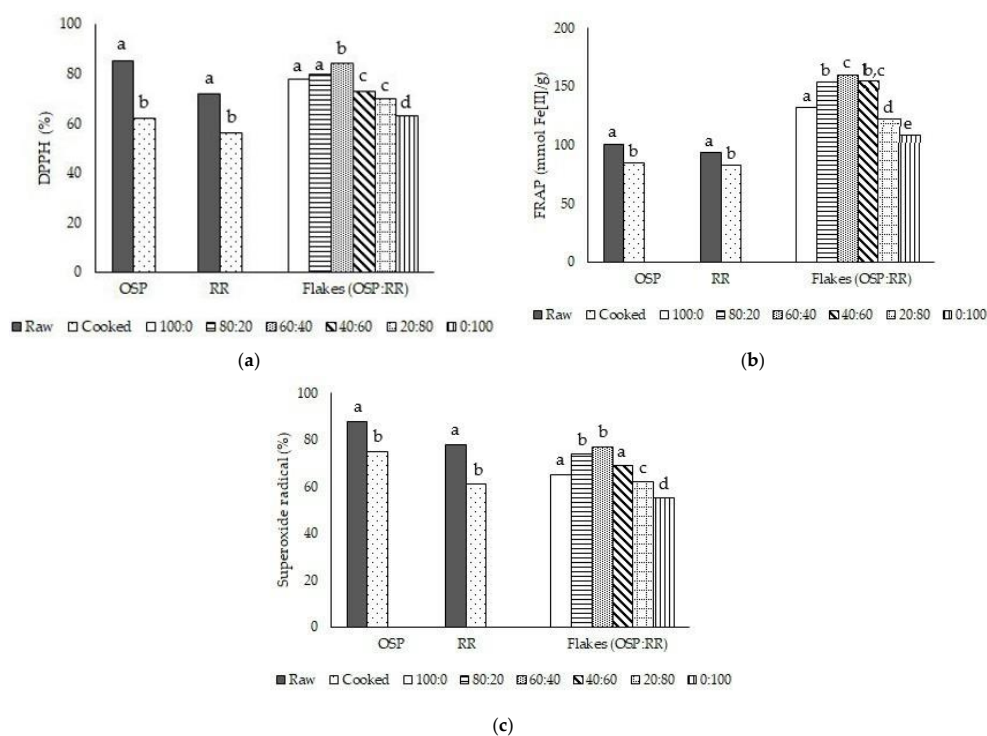 100
80
60
40
20
0
DPPH (%)
a
b
a
b
a
a
b
c
c
d
OSP
RR
Flakes (OSP:RR)
Raw
Cooked
100:0
80:20
60:40
40:60
20:80
0:100
(a)
200
150
100
50
0
FRAP (mmol Fe[II]/g)
a
b
a
b
a
b
c
b,c
d
e
OSP
RR
Flakes (OSP:RR)
Raw
Cooked
100:0
80:20
60:40
40:60
20:80
0:100
(b)
100
80
60
40
20
0
Superoxide radical (%)
a
b
a
b
a
b
b
a
c
d
OSP
RR
Flakes (OSP:RR)
Raw
Cooked
100:0
80:20
60:40
40:60
20:80
0:100
(c)